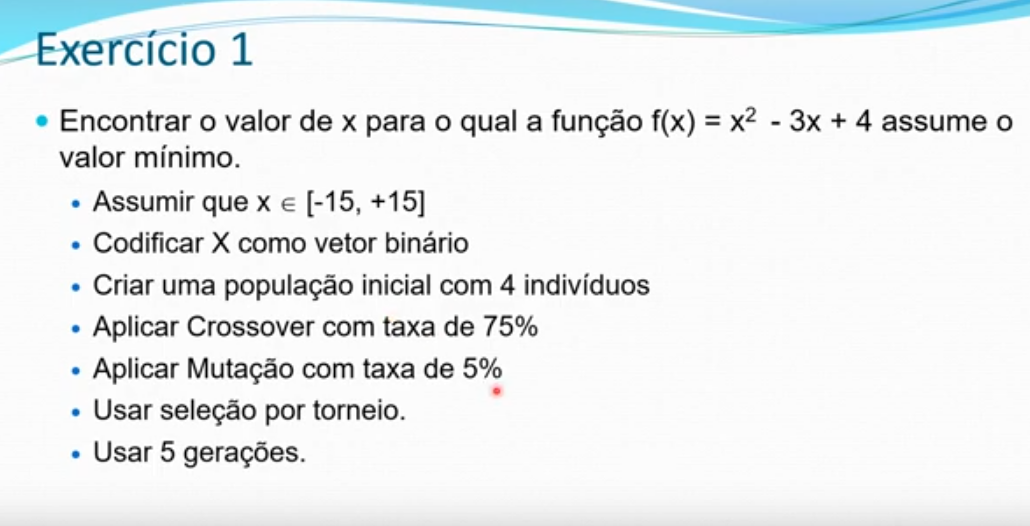 Exercício 1
• Encontrar o valor de x para o qual a função f(x) = x² - 3x + 4 assume o
valor mínimo.
• Assumir que x ∈ [-15, +15]
• Codificar X como vetor binário
• Criar uma população inicial com 4 indivíduos
• Aplicar Crossover com taxa de 75%
• Aplicar Mutação com taxa de 5%
• Usar seleção por torneio.
• Usar 5 gerações.